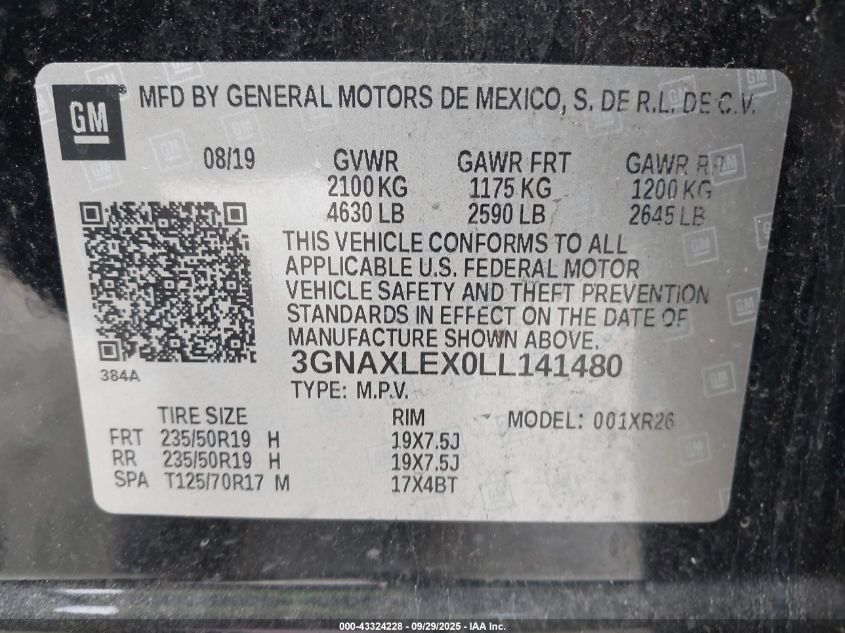 GM
MFD BY GENERAL MOTORS DE MEXICO, S. DE R.L. DE C.V.
08/19 GVWR GAWR FRT GAWR RR
2100 KG 1175 KG 1200 KG
4630 LB 2590 LB 2645 LB
THIS VEHICLE CONFORMS TO ALL
APPLICABLE U.S. FEDERAL MOTOR
VEHICLE SAFETY AND THEFT PREVENTION
STANDARDS IN EFFECT ON THE DATE OF
MANUFACTURE SHOWN ABOVE.
384A
3GNAXLEX0LL141480
TYPE: M.P.V.
TIRE SIZE RIM MODEL: 001XR26
FRT 235/50R19 H 19X7.5J
RR 235/50R19 H 19X7.5J
SPA T125/70R17 M 17X4BT
000-43324228 - 09/29/2025 - IAA Inc.